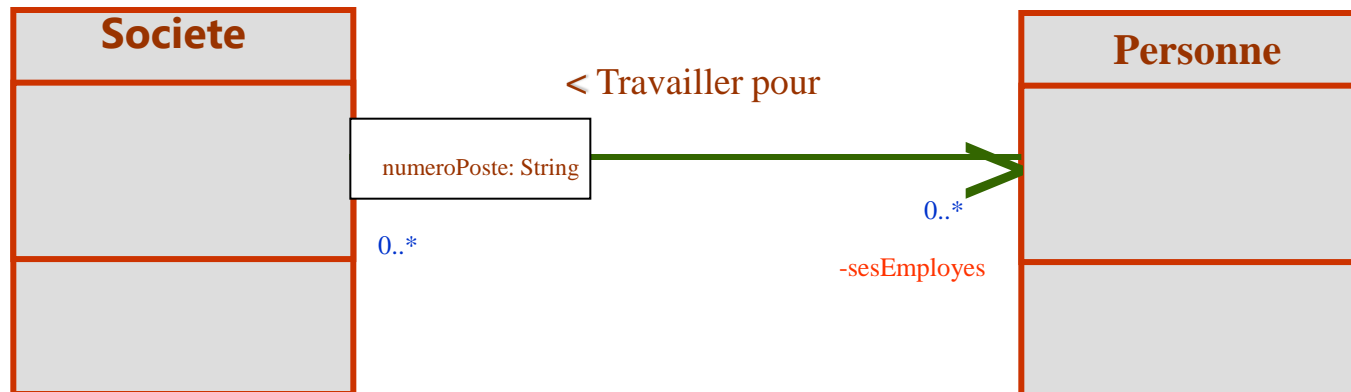 Societe
Personne
< Travailler pour
numeroPoste: String
0..*
0..*
-sesEmployes